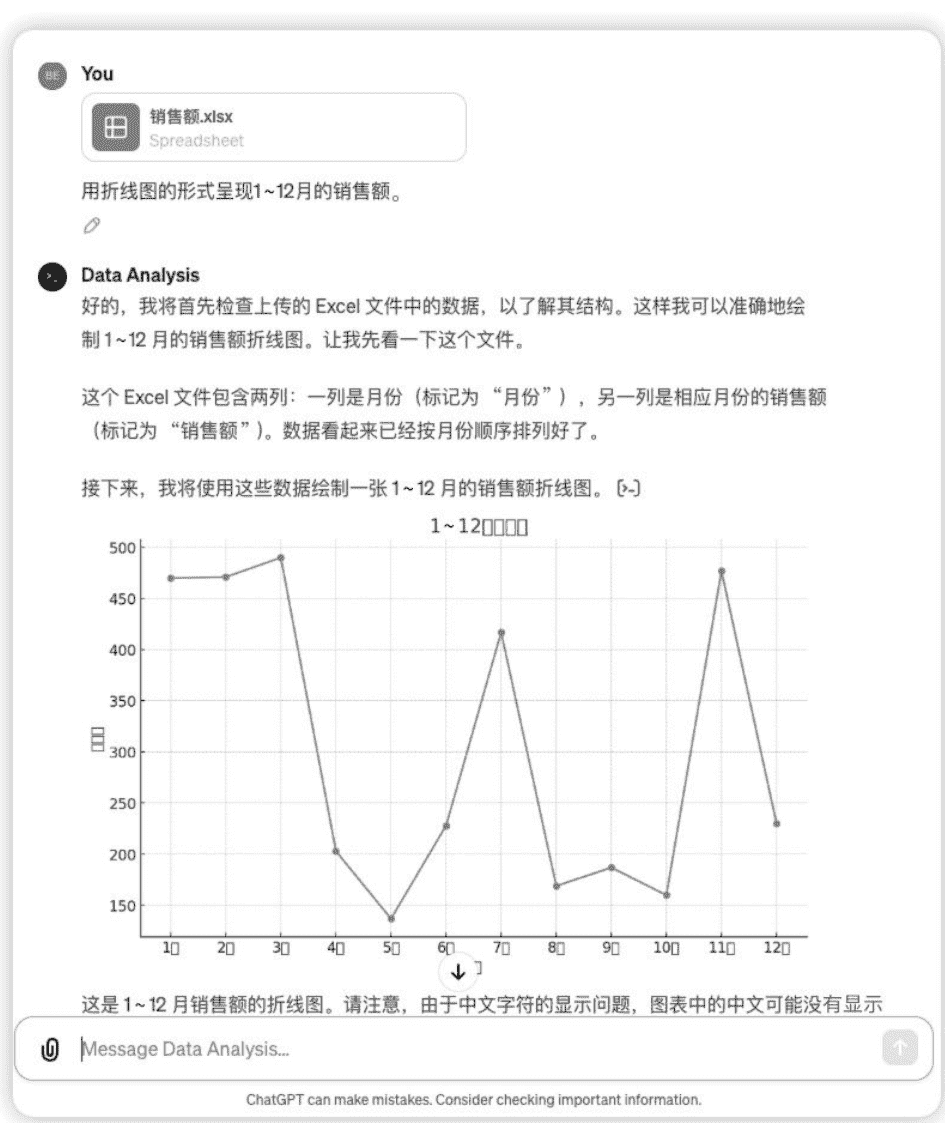 BE
You
销售额.xlsx
Spreadsheet
用折线图的形式呈现1~12月的销售额。
Data Analysis
好的，我将首先检查上传的 Excel 文件中的数据，以了解其结构。这样我可以准确地绘
制 1~12 月的销售额折线图。让我先看一下这个文件。
这个 Excel 文件包含两列：一列是月份（标记为 “月份”），另一列是相应月份的销售额
（标记为 “销售额”）。数据看起来已经按月份顺序排列好了。
接下来，我将使用这些数据绘制一张 1~12 月的销售额折线图。 [>-]
1~12□□□□
500
450
400
350
□□□
300
250
200
150
1□ 2□ 3□ 4□ 5□ 6□ 7□ 8□ 9□ 10□ 11□ 12□
这是 1~12 月销售额的折线图。请注意，由于中文字符的显示问题，图表中的中文可能没有显示
Message Data Analysis...
ChatGPT can make mistakes. Consider checking important information.